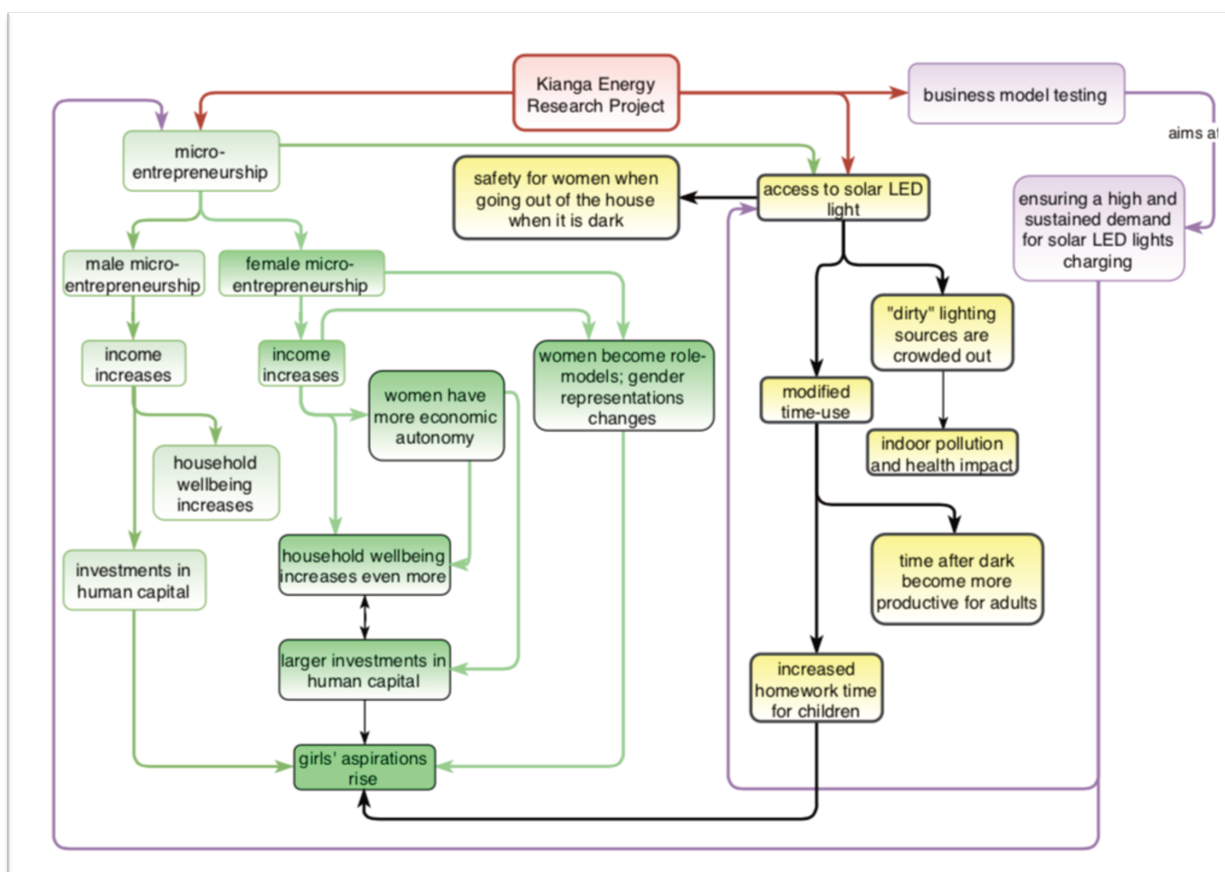 Kianga Energy
Research Project
business model testing
aims at
micro-
entrepreneurship
safety for women when
going out of the house
when it is dark
access to solar LED
light
ensuring a high and
sustained demand
for solar LED lights
charging
male micro-
entrepreneurship
female micro-
entrepreneurship
"dirty" lighting
sources are
crowded out
income
increases
income
increases
women become role-
models; gender
representations
changes
women have
more economic
autonomy
modified
time-use
indoor pollution
and health impact
household
wellbeing
increases
household wellbeing
increases even more
time after dark
become more
productive for adults
investments in
human capital
larger investments in
human capital
increased
homework time
for children
girls' aspirations
rise